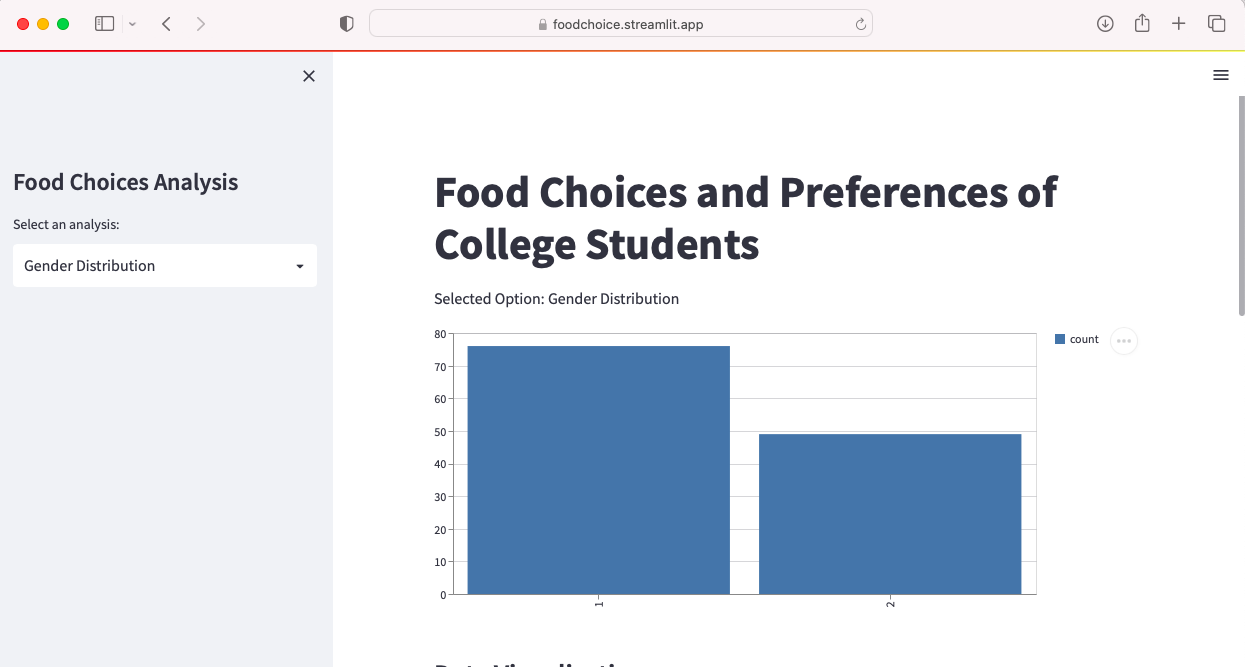 foodchoice.streamlit.app
Food Choices Analysis
Select an analysis:
Gender Distribution
Food Choices and Preferences of
College Students
Selected Option: Gender Distribution
80
70
60
50
40
30
20
10
0
1
2
count